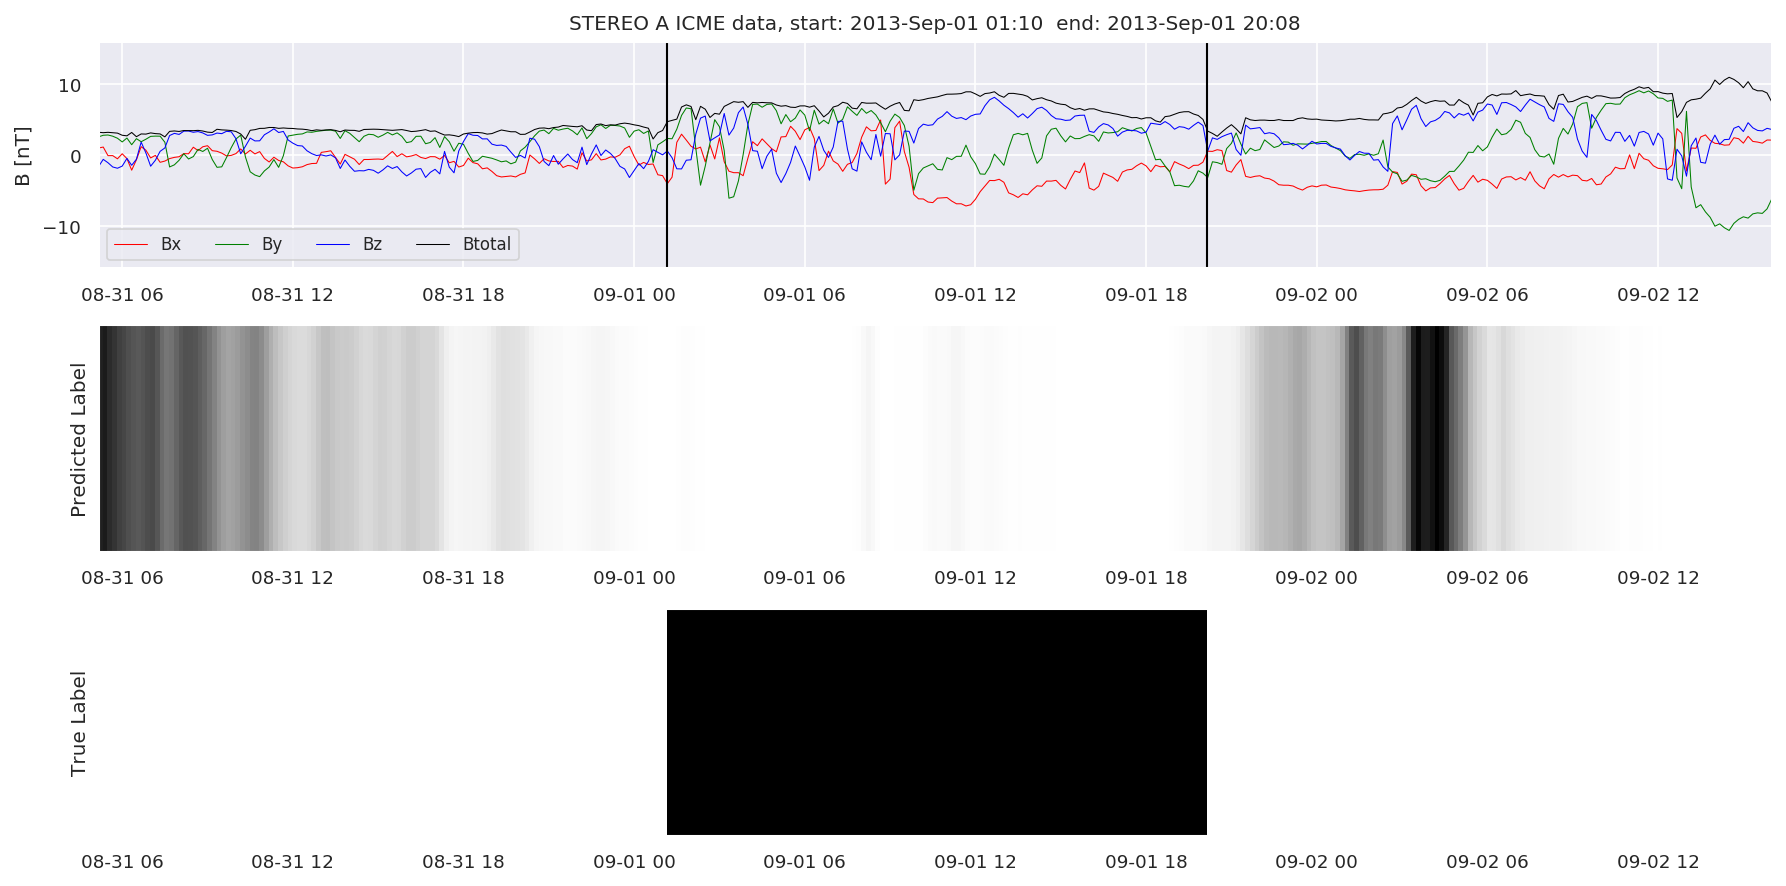 STEREO A ICME data, start: 2013-Sep-01 01:10  end: 2013-Sep-01 20:08
B [nT]
10
0
−10
Bx By Bz Btotal
08-31 06 08-31 12 08-31 18 09-01 00 09-01 06 09-01 12 09-01 18 09-02 00 09-02 06 09-02 12
Predicted Label
08-31 06 08-31 12 08-31 18 09-01 00 09-01 06 09-01 12 09-01 18 09-02 00 09-02 06 09-02 12
True Label
08-31 06 08-31 12 08-31 18 09-01 00 09-01 06 09-01 12 09-01 18 09-02 00 09-02 06 09-02 12